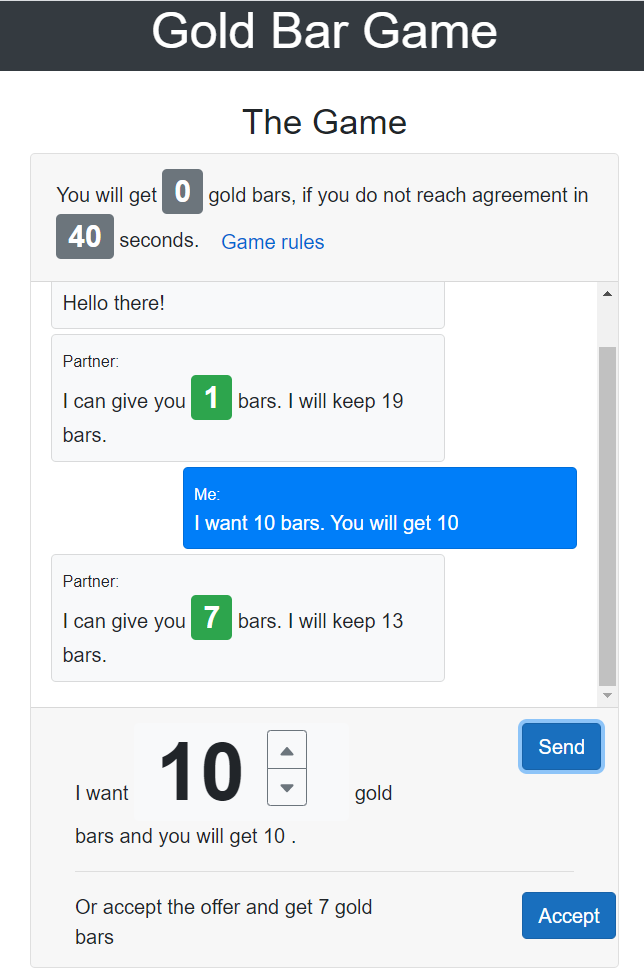 Gold Bar Game
The Game
You will get 0 gold bars, if you do not reach agreement in
40 seconds. Game rules
Hello there!
Partner:
I can give you 1 bars. I will keep 19
bars.
Me:
I want 10 bars. You will get 10
Partner:
I can give you 7 bars. I will keep 13
bars.
Send
I want 10 gold
bars and you will get 10 .
Or accept the offer and get 7 gold
bars
Accept